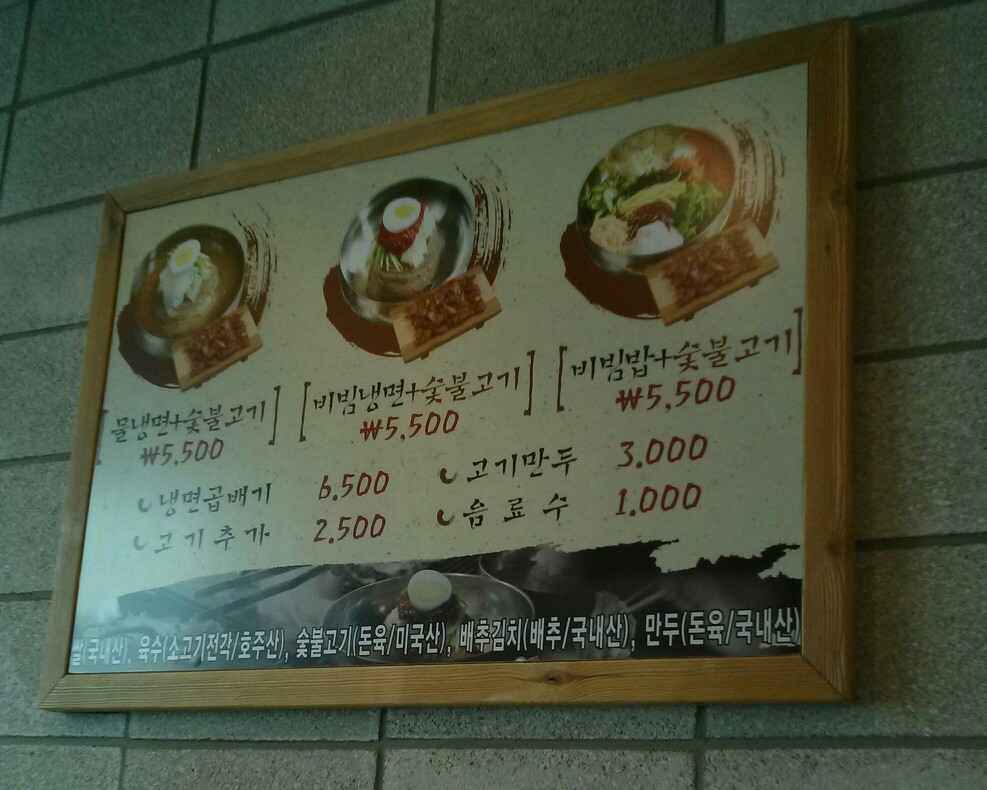 [물냉면+숯불고기]
₩5,500
[비빔냉면+숯불고기]
₩5,500
[비빔밥+숯불고기]
₩5,500
냉면곱배기 6.500
고기추가 2.500
고기만두 3.000
음료수 1.000
쌀(국내산), 육수(소고기전각/호주산), 숯불고기(돈육/미국산), 배추김치(배추/국내산), 만두(돈육/국내산)